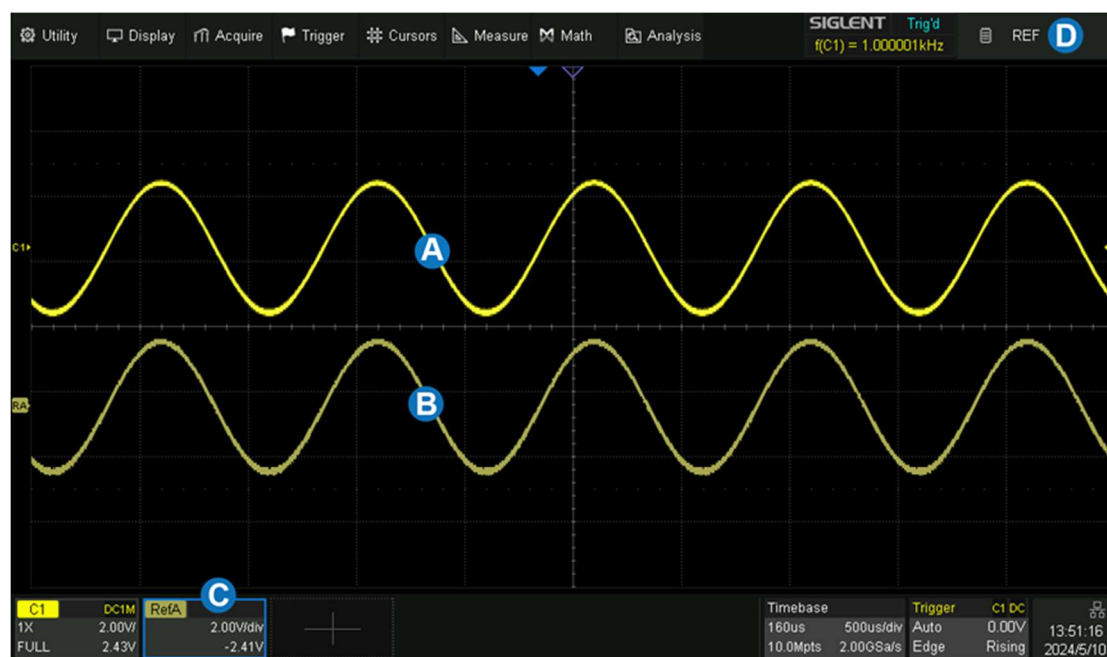 Utility Display Acquire Trigger Cursors Measure Math Analysis
SIGLENT Trig'd
f(C1) = 1.000001kHz
REF D
C1
A
RA
B
C
C1 DC1M
1X 2.00V/
FULL 2.43V
RefA
2.00V/div
-2.41V
Timebase
160us 500us/div
10.0Mpts 2.00GSa/s
Trigger C1 DC
Auto 0.00V
Edge Rising
13:51:16
2024/5/10